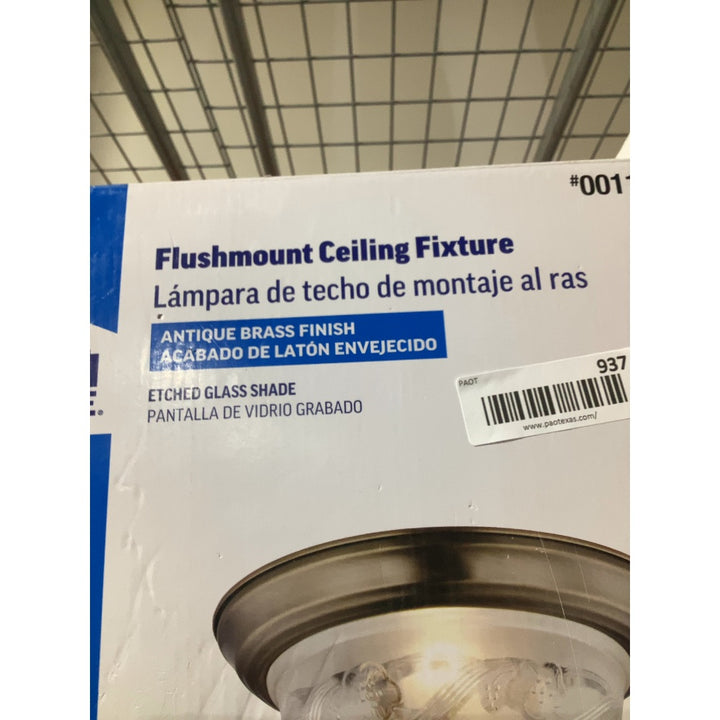 #001
Flushmount Ceiling Fixture
Lámpara de techo de montaje al ras
ANTIQUE BRASS FINISH
ACABADO DE LATÓN ENVEJECIDO
ETCHED GLASS SHADE
PANTALLA DE VIDRIO GRABADO
PAOT
937
www.paotexas.com/
E.®